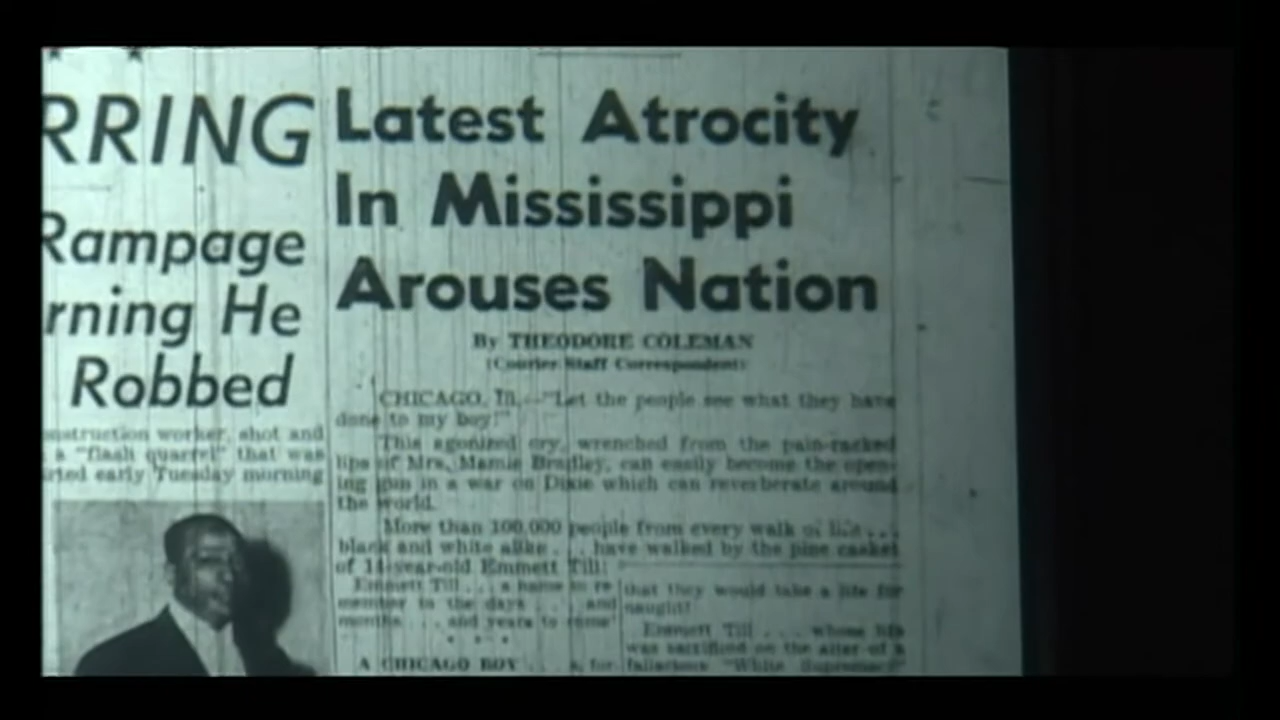 RRING
Rampage
rning He
Robbed
nstruction worker, shot and
a "flash quarrel" that was
rted early Tuesday morning
Latest Atrocity
In Mississippi
Arouses Nation
By THEODORE COLEMAN
(Courier Staff Correspondent)
CHICAGO, Ill.—"Let the people see what they have
done to my boy!"
This agonized cry, wrenched from the pain-racked
lips of Mrs. Mamie Bradley, can easily become the open-
ing gun in a war on Dixie which can reverberate around
the world.
More than 100,000 people from every walk of life . . .
black and white alike . . . have walked by the pine casket
of 14-year-old Emmett Till.
Emmett Till . . . a name to re
member in the days . . . and
months . . . and years to come!
* * *
A CHICAGO BOY . . . a, for
that they would take a life for
naught!
Emmett Till . . . whose life
was sacrificed on the alter of a
fallacious "White Supremacy"